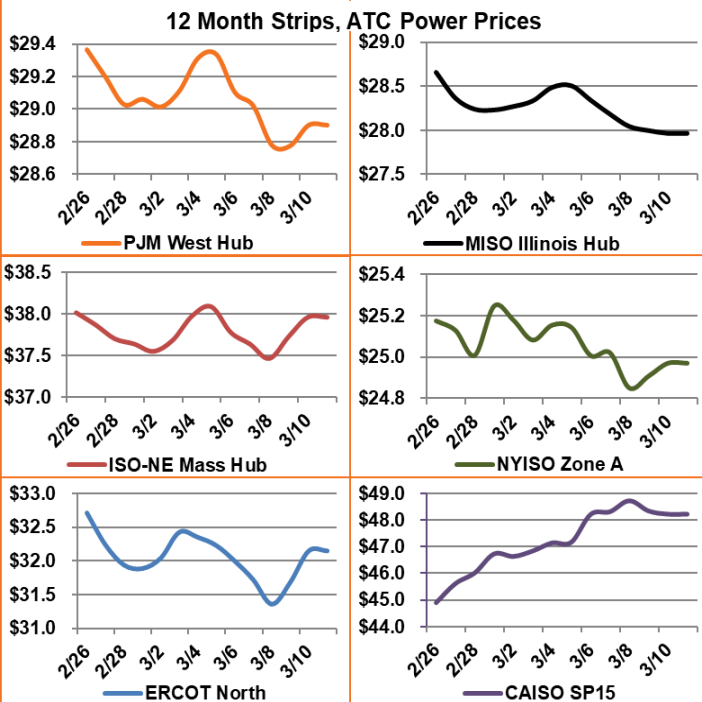 12 Month Strips, ATC Power Prices
$29.4
$29.2
$29.0
$28.8
$28.6
2/26 2/28 3/2 3/4 3/6 3/8 3/10
PJM West Hub
$29.0
$28.5
$28.0
$27.5
2/26 2/28 3/2 3/4 3/6 3/8 3/10
MISO Illinois Hub
$38.5
$38.0
$37.5
$37.0
2/26 2/28 3/2 3/4 3/6 3/8 3/10
ISO-NE Mass Hub
$25.4
$25.2
$25.0
$24.8
2/26 2/28 3/2 3/4 3/6 3/8 3/10
NYISO Zone A
$33.0
$32.5
$32.0
$31.5
$31.0
2/26 2/28 3/2 3/4 3/6 3/8 3/10
ERCOT North
$49.0
$48.0
$47.0
$46.0
$45.0
$44.0
2/26 2/28 3/2 3/4 3/6 3/8 3/10
CAISO SP15